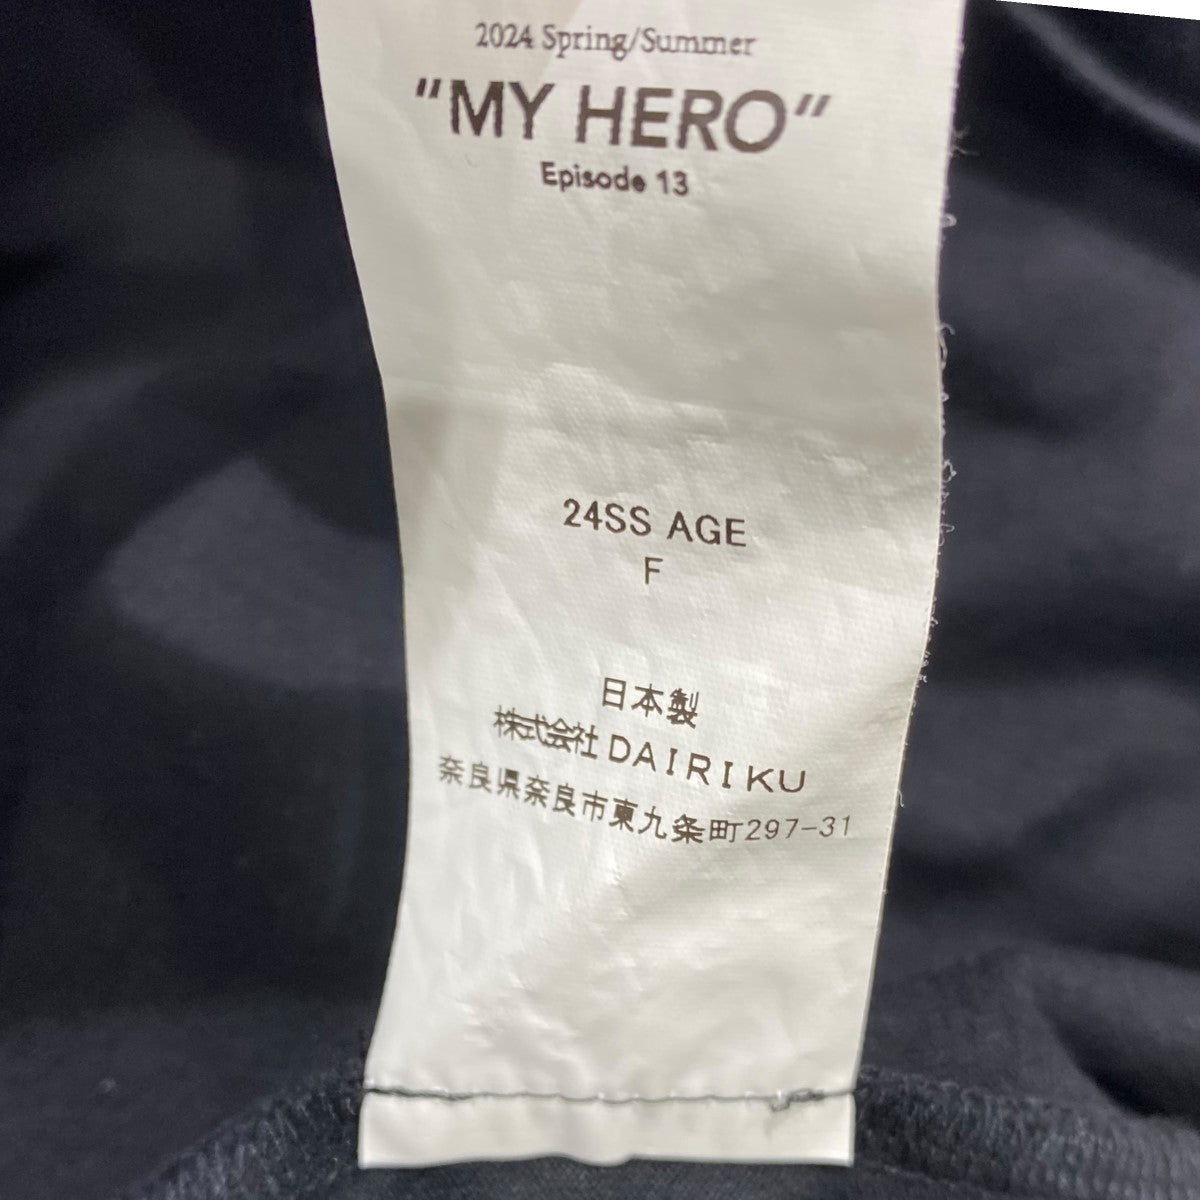 2024 Spring/Summer
"MY HERO"
Episode 13
24SS AGE
F
日本製
株式会社DAIRIKU
奈良県奈良市東九条町297-31